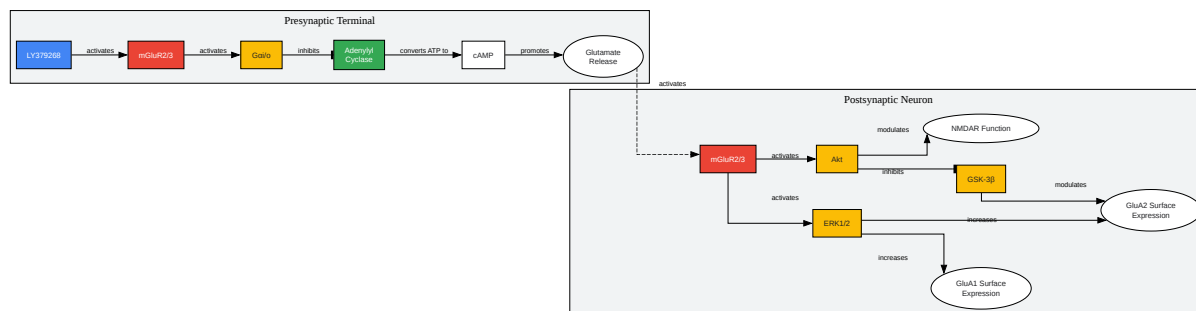 Presynaptic Terminal
LY379268
activates
mGluR2/3
activates
Gαi/o
inhibits
Adenylyl
Cyclase
converts ATP to
cAMP
promotes
Glutamate
Release
activates
Postsynaptic Neuron
mGluR2/3
activates
Akt
modulates
NMDAR Function
inhibits
GSK-3β
modulates
GluA2 Surface
Expression
activates
ERK1/2
increases
increases
GluA1 Surface
Expression